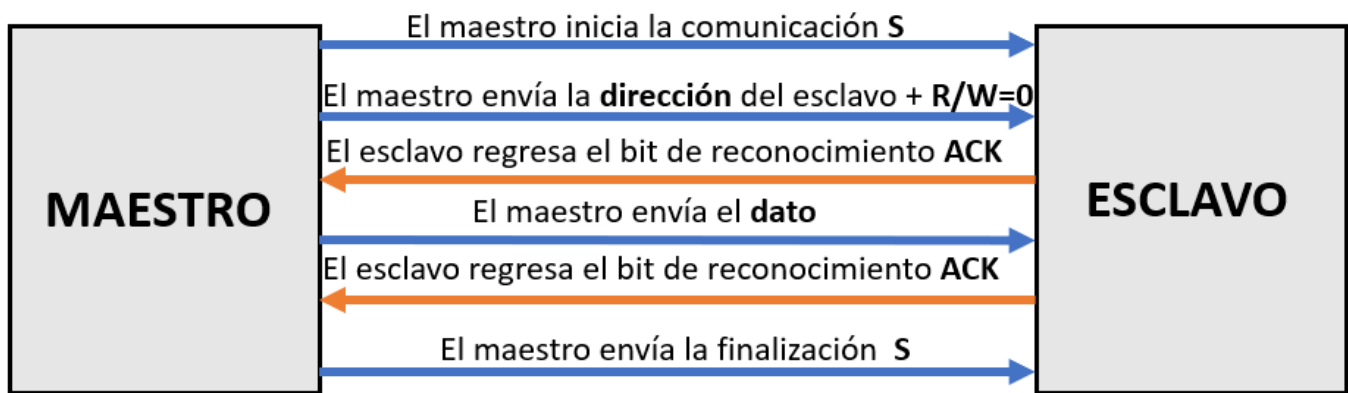 El maestro inicia la comunicación S
El maestro envía la dirección del esclavo + R/W=0
El esclavo regresa el bit de reconocimiento ACK
MAESTRO
El maestro envía el dato
ESCLAVO
El esclavo regresa el bit de reconocimiento ACK
El maestro envía la finalización S